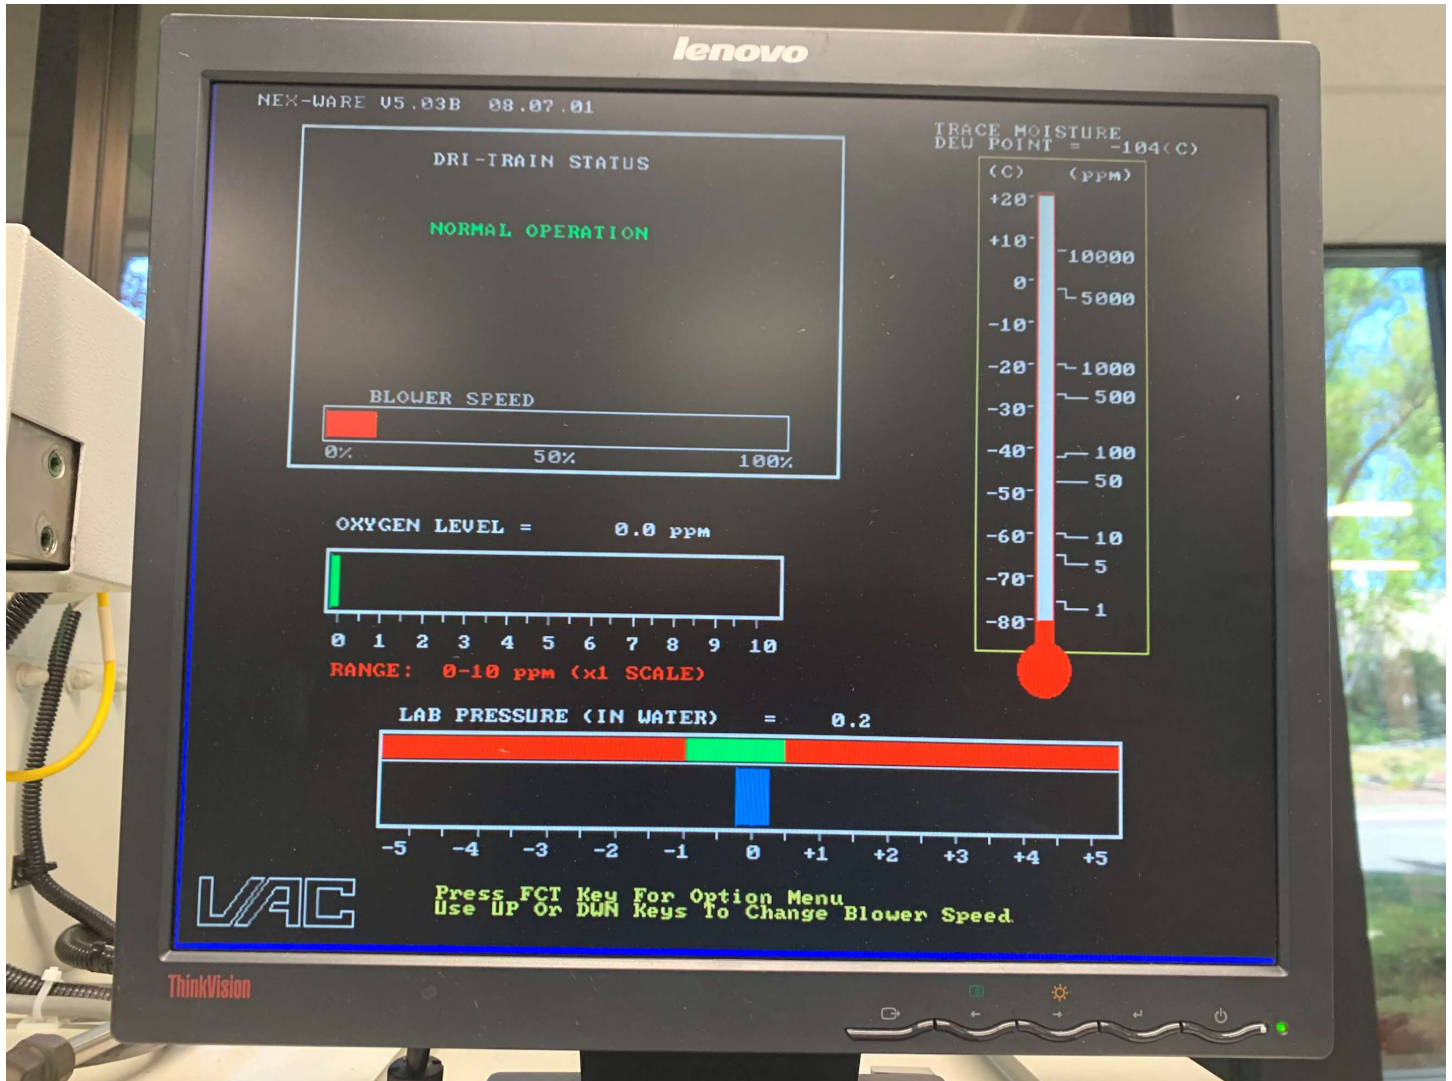 lenovo
NEX-WARE V5.03B 08.07.01
DRI-TRAIN STATUS
NORMAL OPERATION
BLOWER SPEED
0% 50% 100%
TRACE MOISTURE
DEW POINT = -104(C)
(C) (ppm)
+20
+10
10000
0
5000
-10
-20 1000
500
-30
-40 100
50
-50
-60 10
5
-70
1
-80
OXYGEN LEVEL = 0.0 ppm
0 1 2 3 4 5 6 7 8 9 10
RANGE: 0-10 ppm (x1 SCALE)
LAB PRESSURE (IN WATER) = 0.2
-5 -4 -3 -2 -1 0 +1 +2 +3 +4 +5
VAC
Press FCT Key For Option Menu
Use UP Or DWN Keys To Change Blower Speed.
ThinkVision